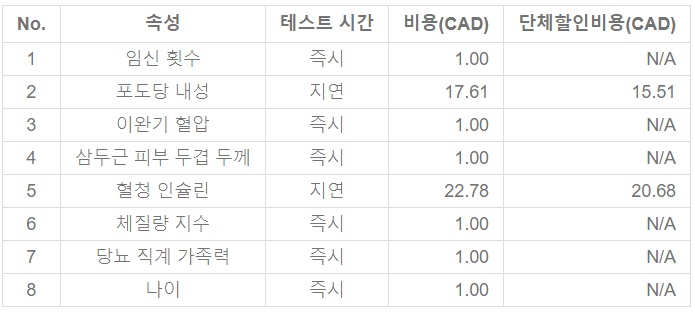 No. 속성 테스트 시간 비용(CAD) 단체할인비용(CAD)
1 임신 횟수 즉시 1.00 N/A
2 포도당 내성 지연 17.61 15.51
3 이완기 혈압 즉시 1.00 N/A
4 삼두근 피부 두겹 두께 즉시 1.00 N/A
5 혈청 인슐린 지연 22.78 20.68
6 체질량 지수 즉시 1.00 N/A
7 당뇨 직계 가족력 즉시 1.00 N/A
8 나이 즉시 1.00 N/A